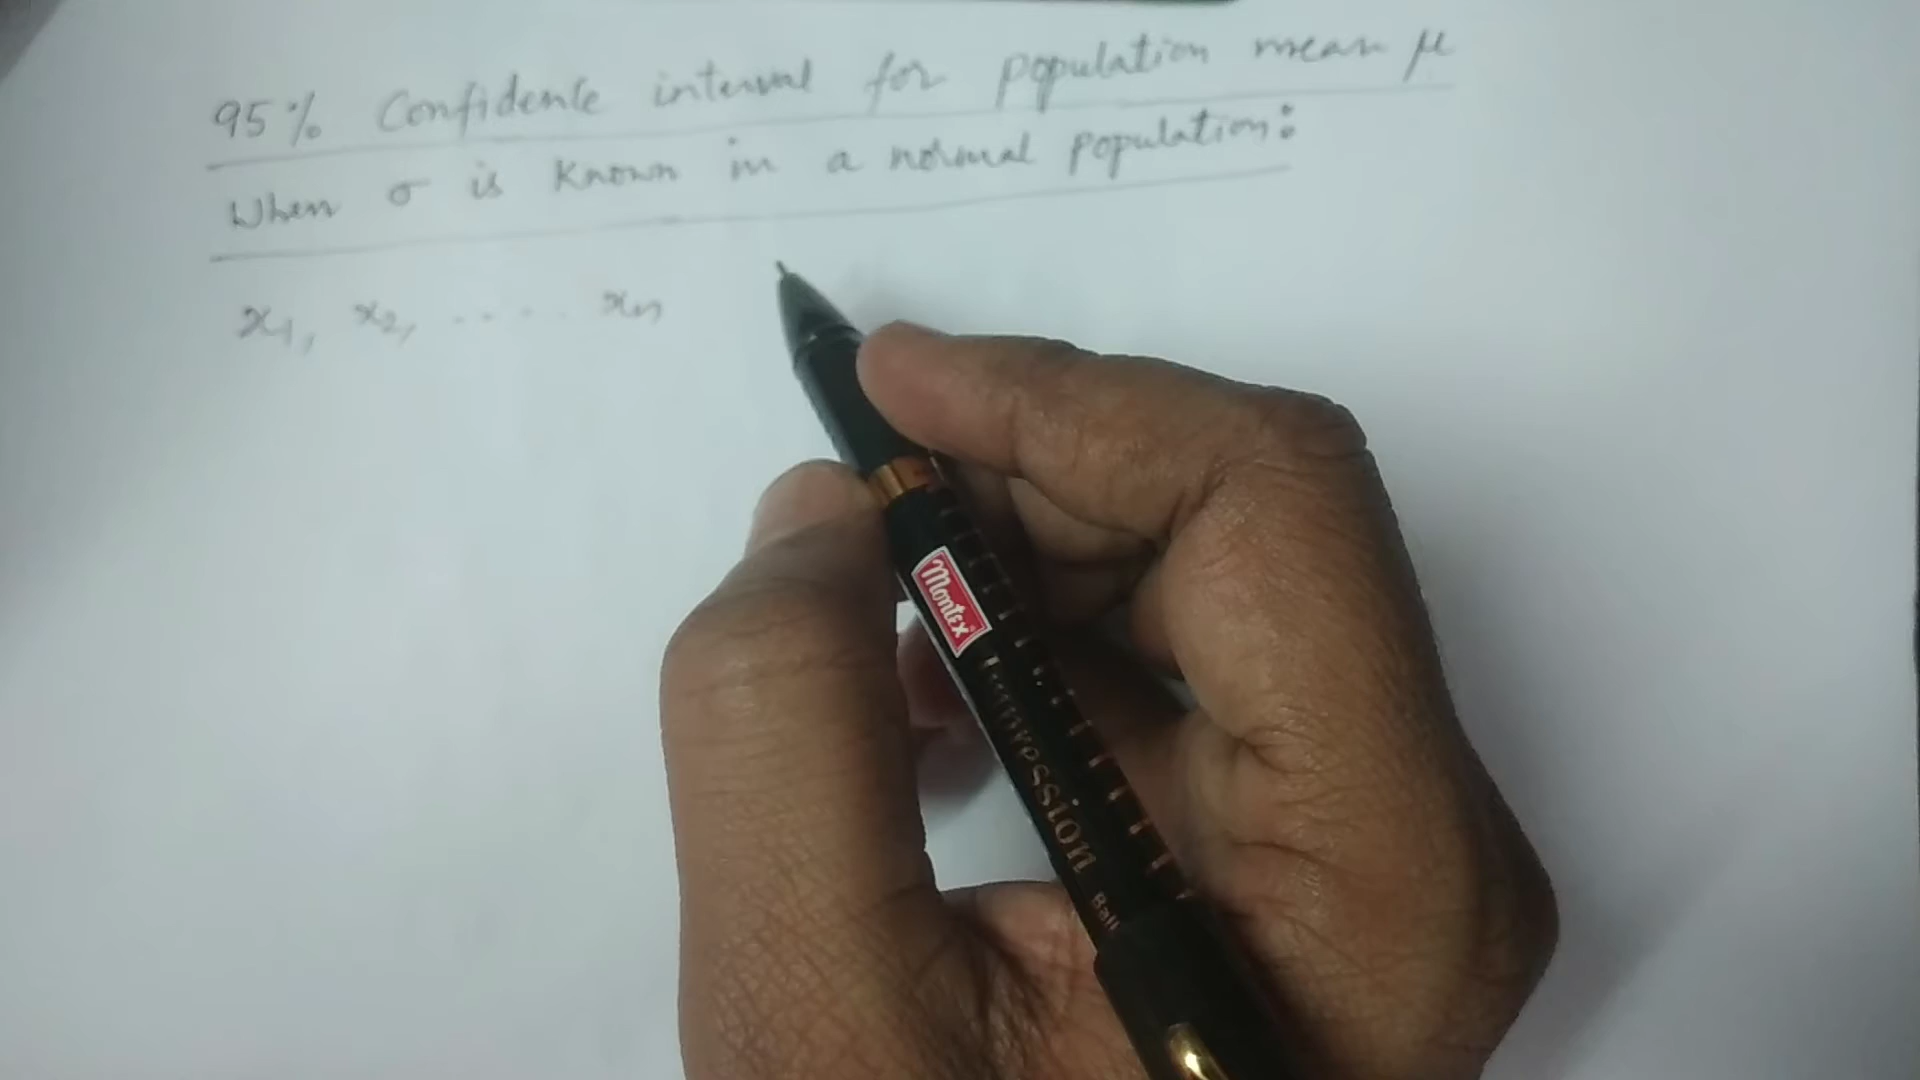 95% Confidence interval for population mean μ
When σ is known in a normal population:
x₁, x₂, ..... xₙ
Montex
Impression Ball